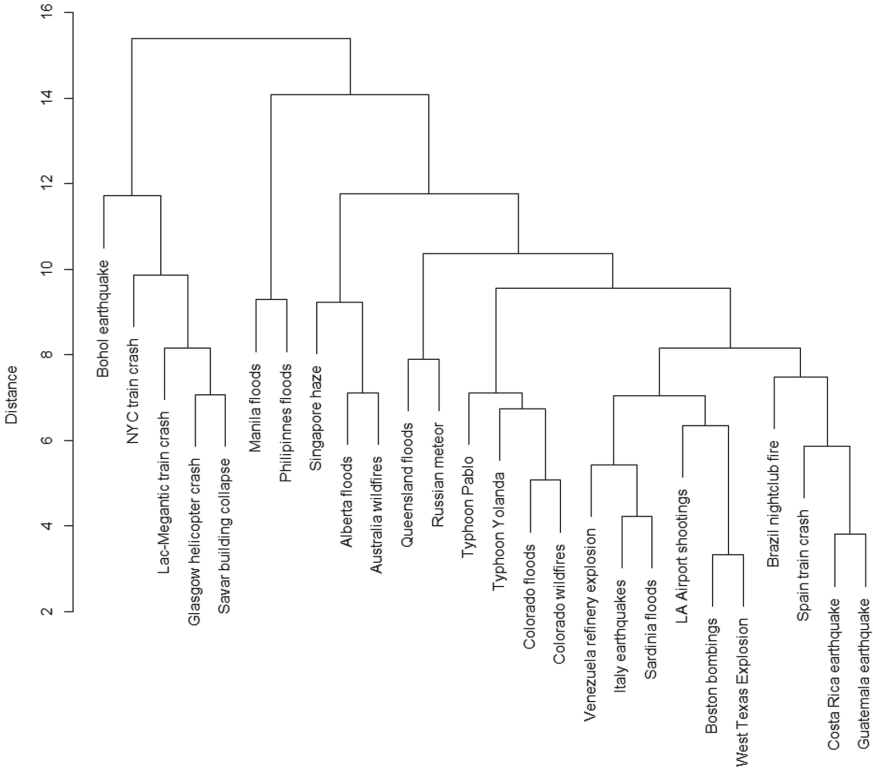 16
14
12
10
8
6
4
2
Distance
Bohol earthquake
NYC train crash
Lac-Megantic train crash
Glasgow helicopter crash
Savar building collapse
Manila floods
Philipinnes floods
Singapore haze
Alberta floods
Australia wildfires
Queensland floods
Russian meteor
Typhoon Pablo
Typhoon Yolanda
Colorado floods
Colorado wildfires
Venezuela refinery explosion
Italy earthquakes
Sardinia floods
LA Airport shootings
Boston bombings
West Texas Explosion
Brazil nightclub fire
Spain train crash
Costa Rica earthquake
Guatemala earthquake